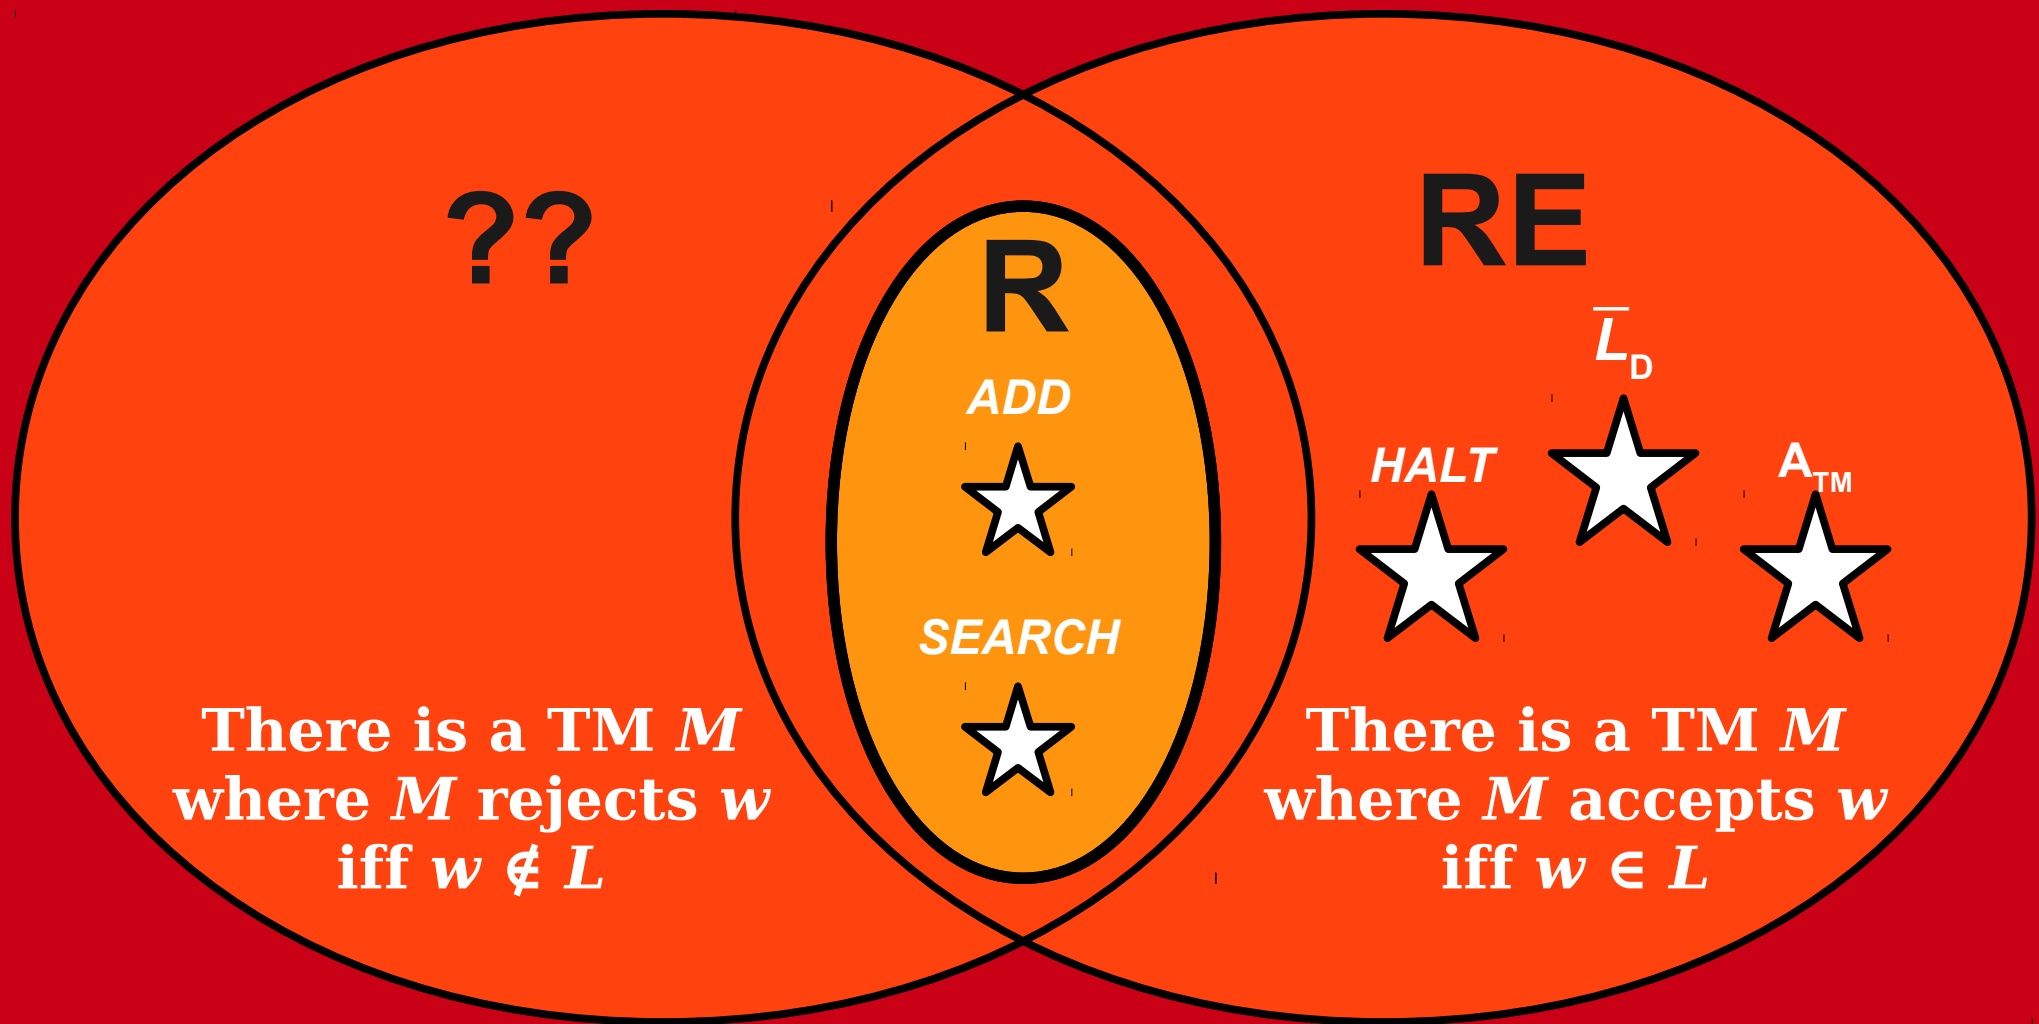 ??
R
RE
L̅D
ADD
HALT
ATM
SEARCH
There is a TM M
where M rejects w
iff w ∉ L
There is a TM M
where M accepts w
iff w ∈ L